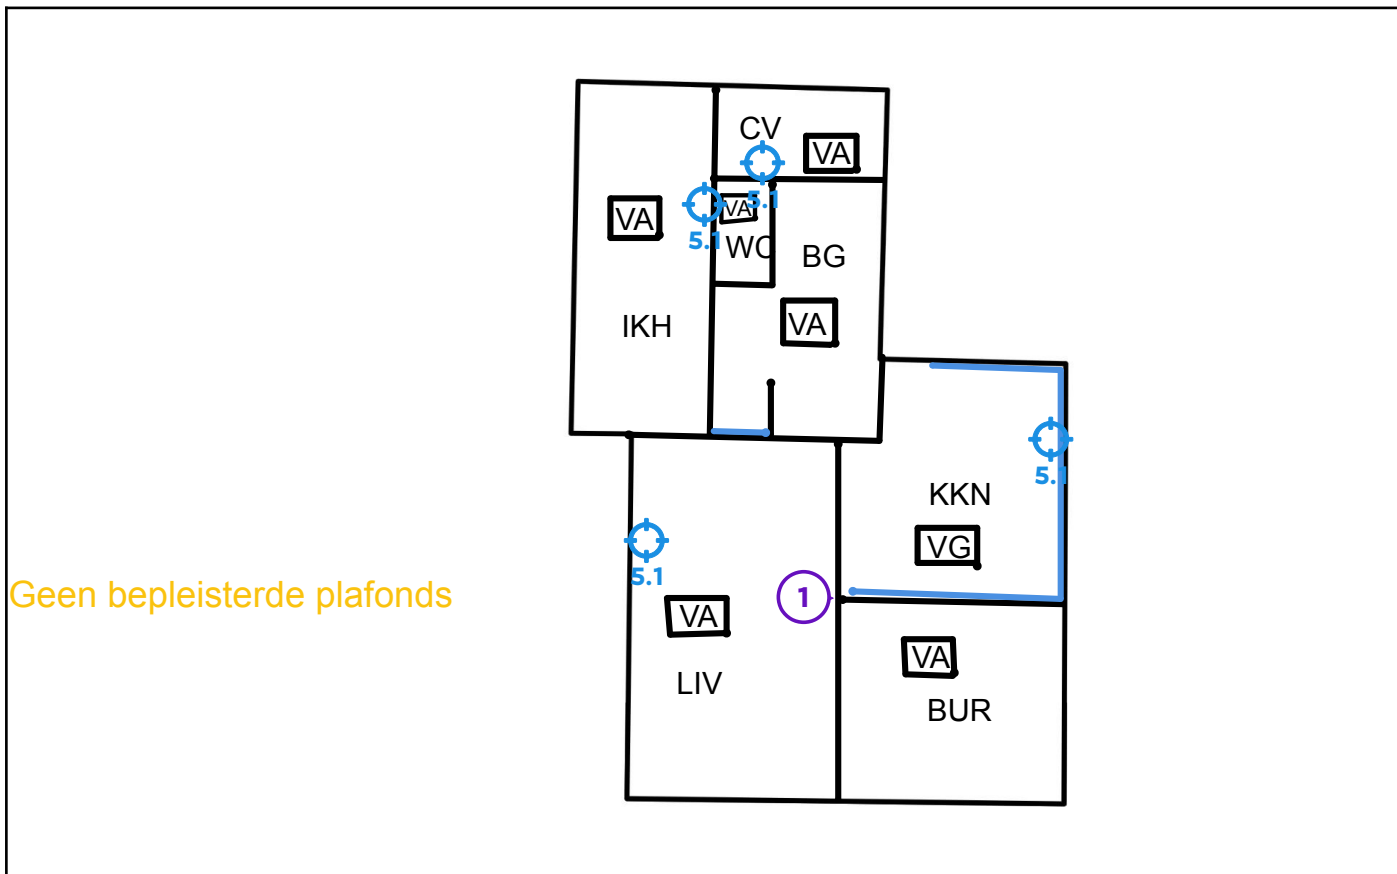 CV
VA
VA
5.1
VA
5.1
WC
BG
VA
IKH
5.1
KKN
VG
5.1
Geen bepleisterde plafonds
1
VA
VA
LIV
BUR